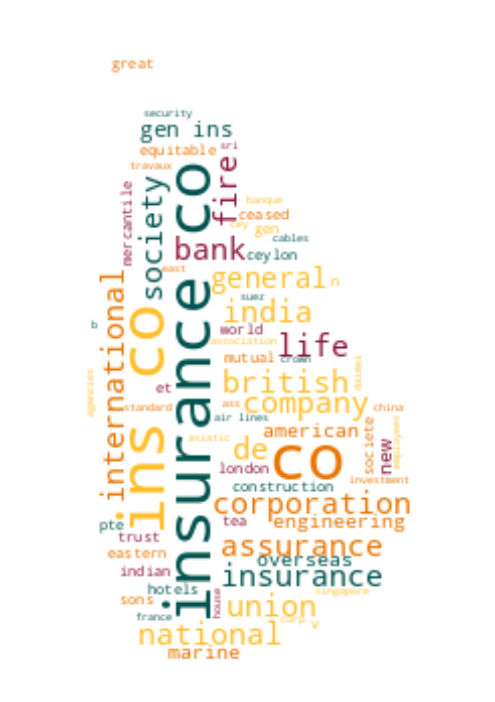 great
security
gen ins
equitable
sri
travaux
fire
mercantile
society
insurance co
banque
ceased
cey
gen
cables
bank
ceylon
east
general
n
international
suez
india
ins co
b
world
association
life
mutual
crown
british
daimei
agencies
et
company
standard
ass
china
air lines
societe
employees
american
asiatic
de
co
new
london
investment
construction
corporation
pte
tea
engineering
trust
assurance
eastern
overseas
indian
insurance
hotels
house
singapore
sons
union
france
corp
v
national
marine